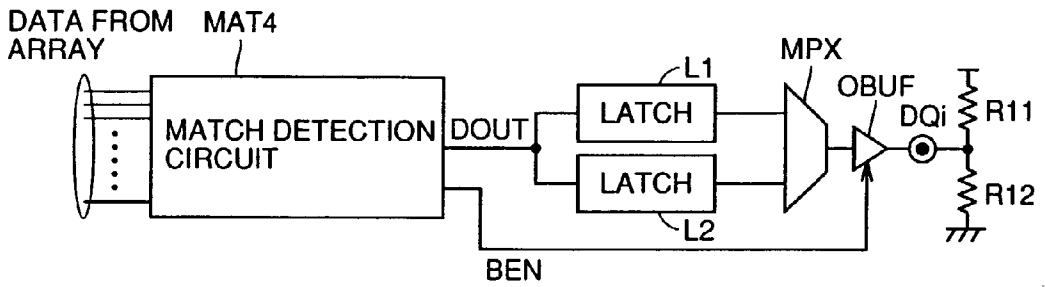 DATA FROM
ARRAY
MAT4
MATCH DETECTION
CIRCUIT
DOUT
L1
LATCH
LATCH
L2
MPX
OBUF
DQi
R11
R12
BEN